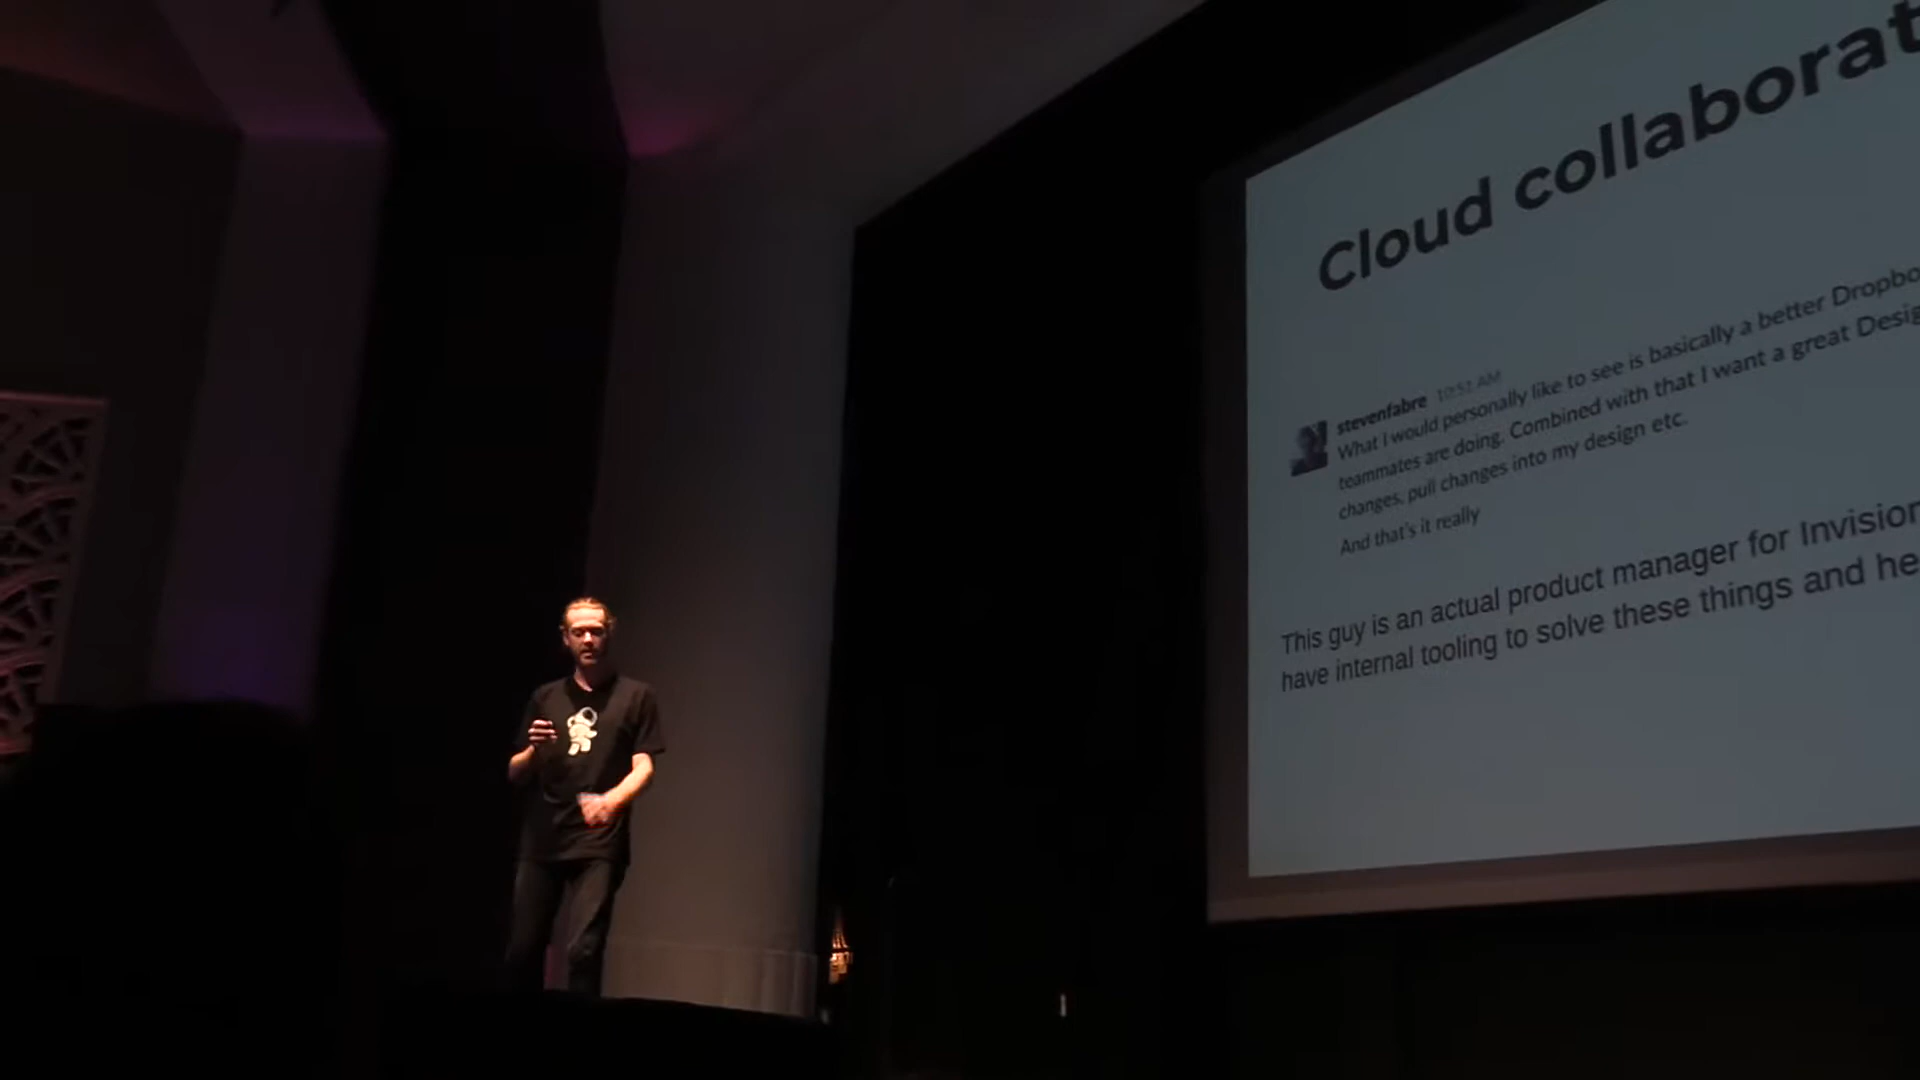 Cloud collaborat
stevenfabre 10:51 AM
What I would personally like to see is basically a better Dropbo
teammates are doing. Combined with that I want a great Desig
changes, pull changes into my design etc.
And that's it really
This guy is an actual product manager for Invision
have internal tooling to solve these things and he